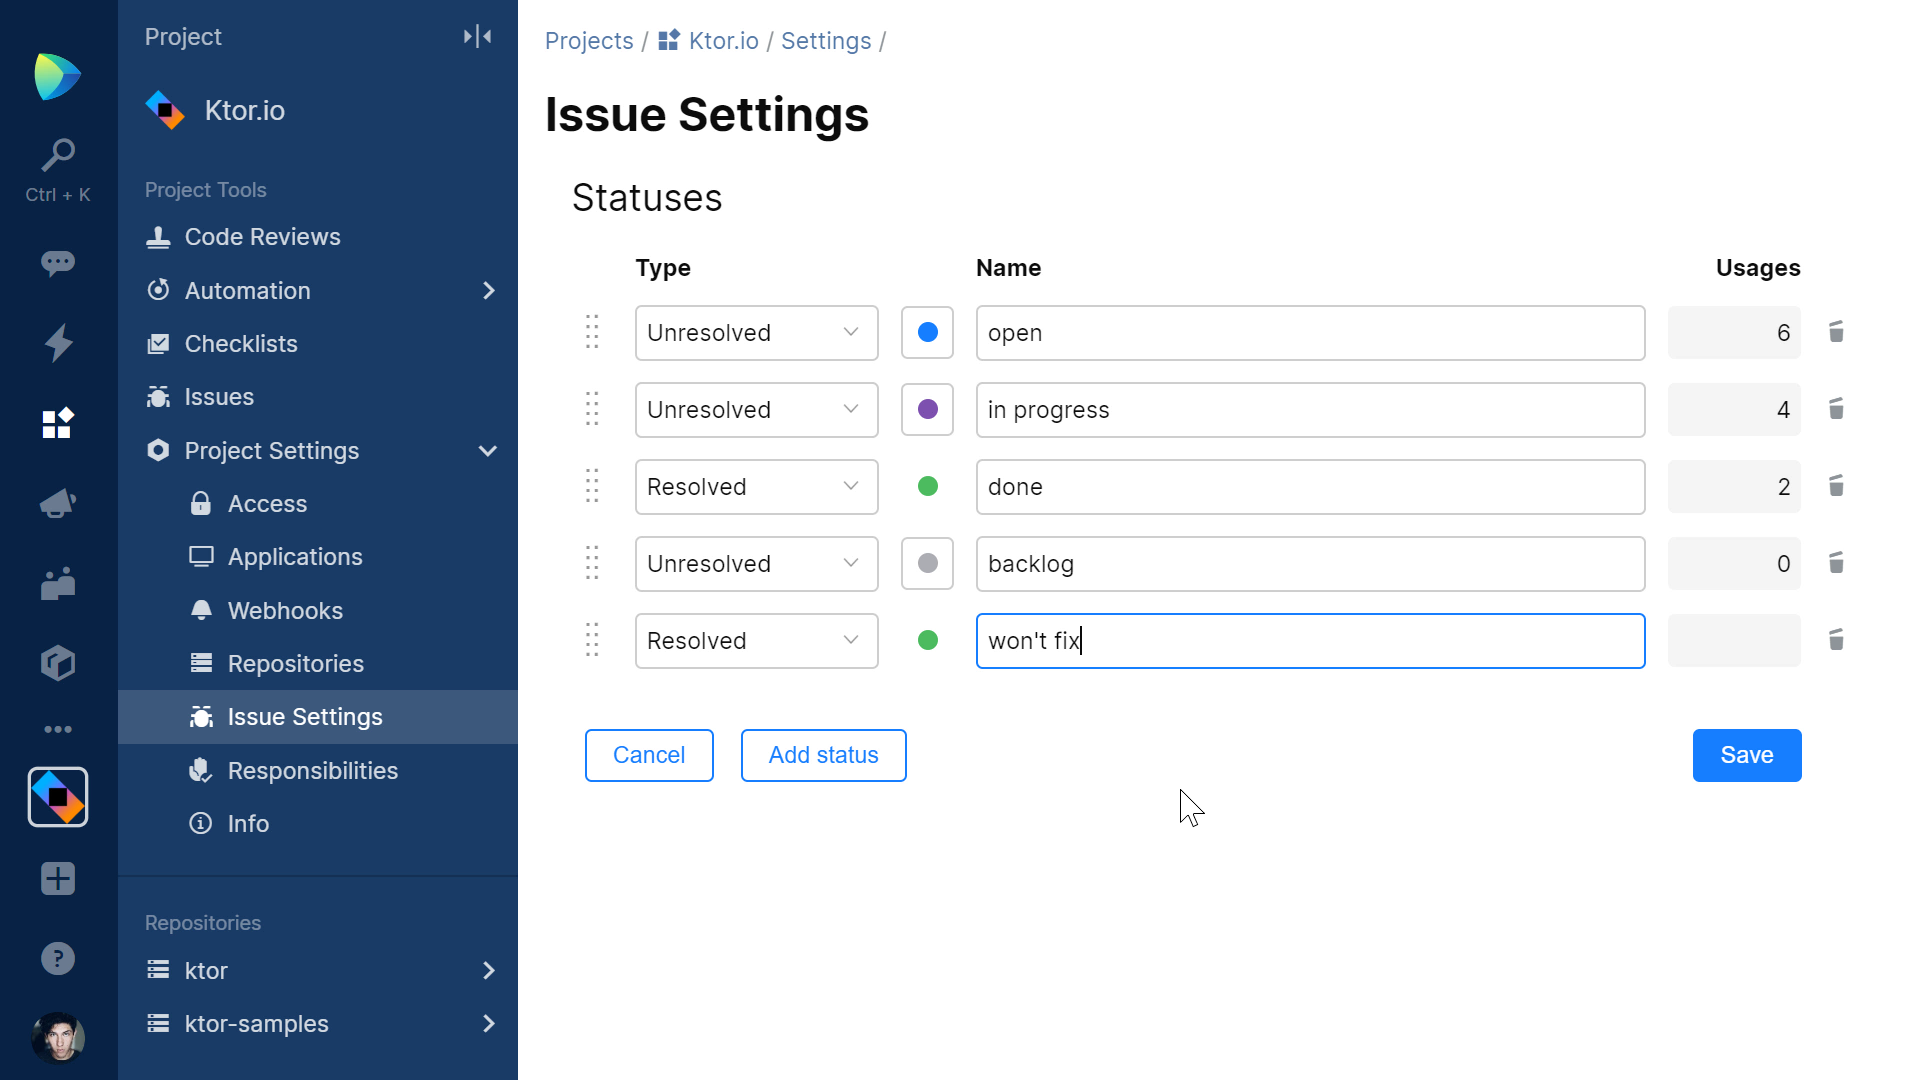 Ctrl + K
Project
Ktor.io
Project Tools
Code Reviews
Automation
Checklists
Issues
Project Settings
Access
Applications
Webhooks
Repositories
Issue Settings
Responsibilities
Info
Repositories
ktor
ktor-samples
Projects / Ktor.io / Settings /
Issue Settings
Statuses
Type Name Usages
Unresolved open 6
Unresolved in progress 4
Resolved done 2
Unresolved backlog 0
Resolved won't fix
Cancel Add status Save